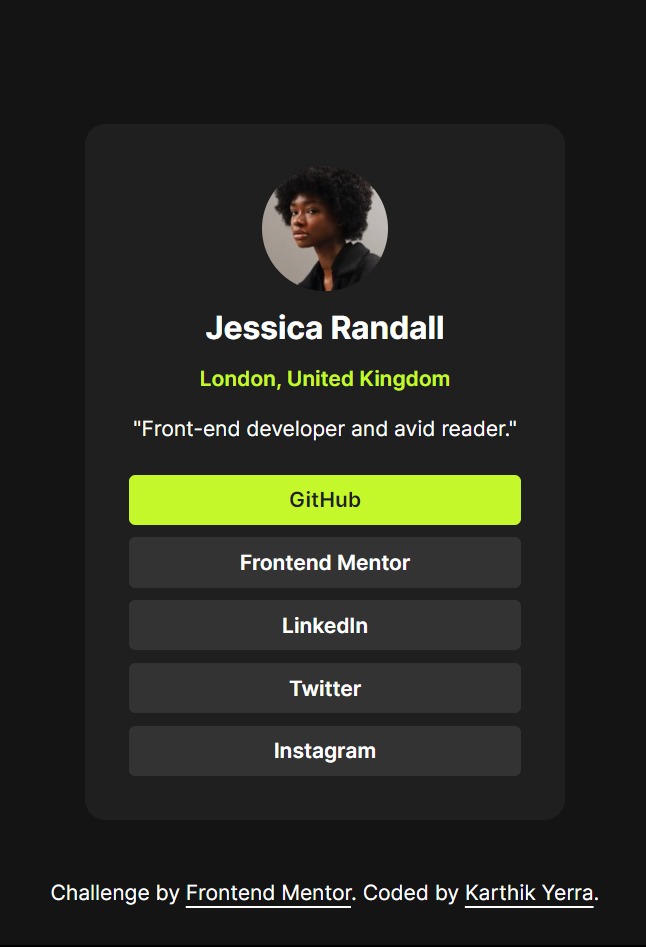 Jessica Randall
London, United Kingdom
"Front-end developer and avid reader."
GitHub
Frontend Mentor
LinkedIn
Twitter
Instagram
Challenge by Frontend Mentor. Coded by Karthik Yerra.